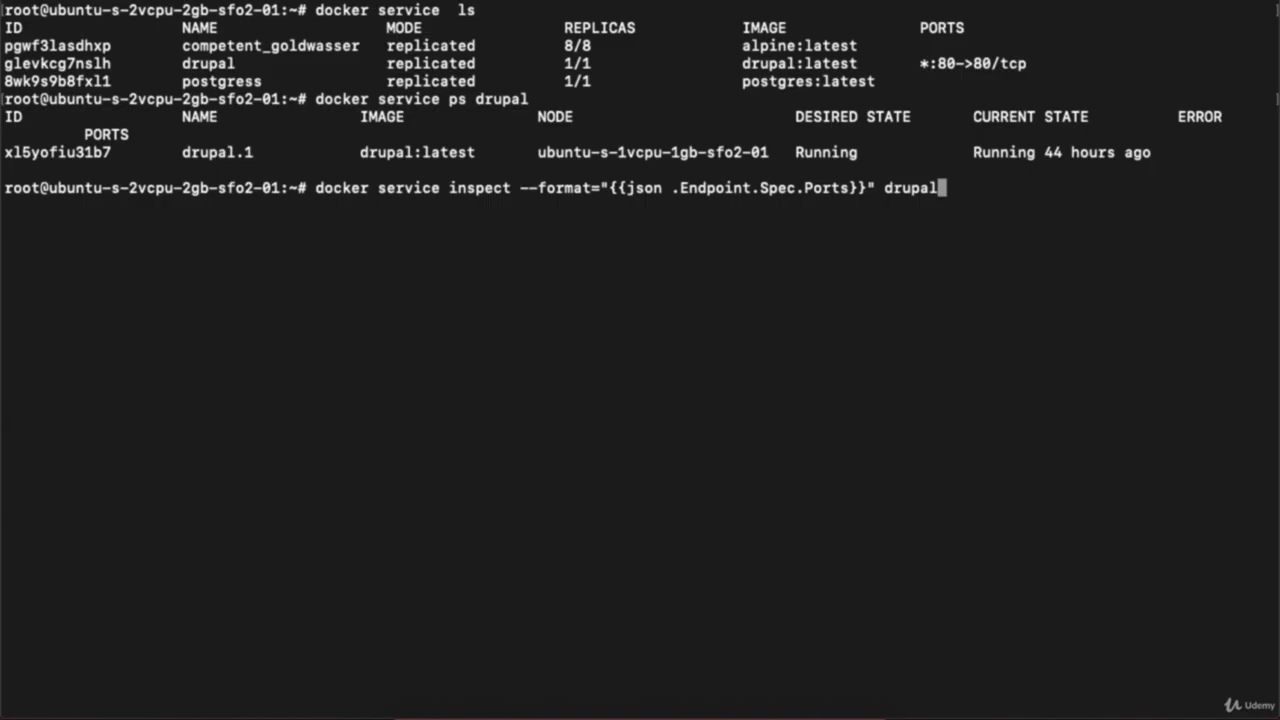 root@ubuntu-s-2vcpu-2gb-sfo2-01:~# docker service  ls
ID NAME MODE REPLICAS IMAGE PORTS
pgwf3lasdhxp competent_goldwasser replicated 8/8 alpine:latest
glevkcg7nslh drupal replicated 1/1 drupal:latest *:80->80/tcp
8wk9s9b8fxl1 postgress replicated 1/1 postgres:latest
root@ubuntu-s-2vcpu-2gb-sfo2-01:~# docker service ps drupal
ID NAME IMAGE NODE DESIRED STATE CURRENT STATE ERROR
PORTS
xl5yofiu31b7 drupal.1 drupal:latest ubuntu-s-1vcpu-1gb-sfo2-01 Running Running 44 hours ago
root@ubuntu-s-2vcpu-2gb-sfo2-01:~# docker service inspect --format="{{json .Endpoint.Spec.Ports}}" drupal
Udemy